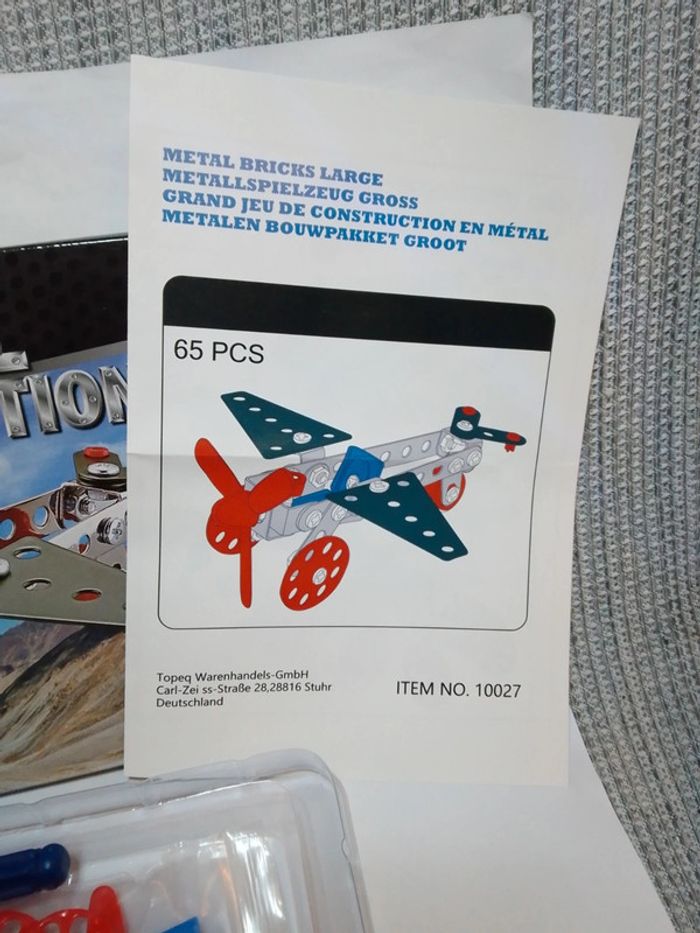 METAL BRICKS LARGE
METALLSPIELZEUG GROSS
GRAND JEU DE CONSTRUCTION EN MÉTAL
METALEN BOUWPAKKET GROOT
65 PCS
TION
Topeq Warenhandels-GmbH
Carl-Zei ss-Straße 28,28816 Stuhr
Deutschland
ITEM NO. 10027